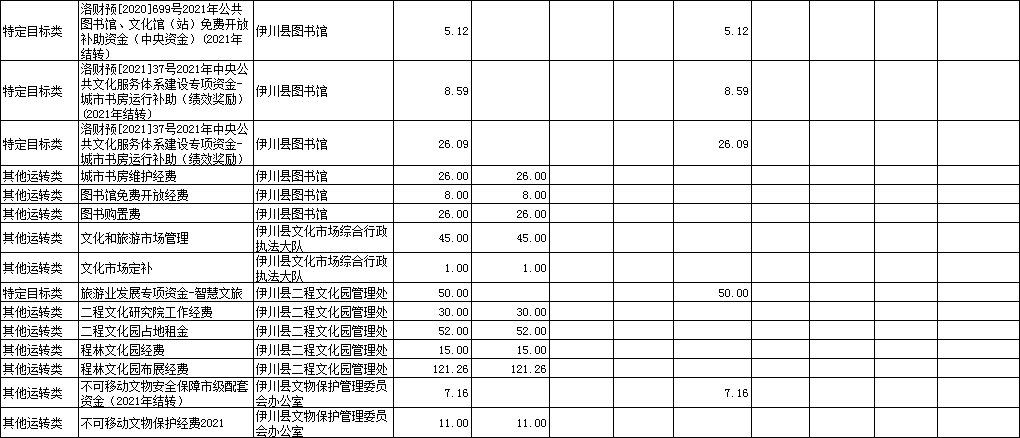 洛财预[2020]699号2021年公共
特定目标类 图书馆、文化馆（站）免费开放 伊川县图书馆 5.12 5.12
补助资金（中央资金）(2021年
结转）
洛财预[2021]37号2021年中央公
特定目标类 共文化服务体系建设专项资金- 伊川县图书馆 8.59 8.59
城市书房运行补助（绩效奖励）
(2021年结转）
洛财预[2021]37号2021年中央公
特定目标类 共文化服务体系建设专项资金- 伊川县图书馆 26.09 26.09
城市书房运行补助（绩效奖励）
其他运转类 城市书房维护经费 伊川县图书馆 26.00 26.00
其他运转类 图书馆免费开放经费 伊川县图书馆 8.00 8.00
其他运转类 图书购置费 伊川县图书馆 26.00 26.00
其他运转类 文化和旅游市场管理 伊川县文化市场综合行政 45.00 45.00
执法大队
其他运转类 文化市场定补 伊川县文化市场综合行政 1.00 1.00
执法大队
特定目标类 旅游业发展专项资金-智慧文旅 伊川县二程文化园管理处 50.00 50.00
其他运转类 二程文化研究院工作经费 伊川县二程文化园管理处 30.00 30.00
其他运转类 二程文化园占地租金 伊川县二程文化园管理处 52.00 52.00
其他运转类 程林文化园经费 伊川县二程文化园管理处 15.00 15.00
其他运转类 程林文化园布展经费 伊川县二程文化园管理处 121.26 121.26
其他运转类 不可移动文物安全保障市级配套 伊川县文物保护管理委员 7.16 7.16
资金（2021年结转） 会办公室
其他运转类 不可移动文物保护经费2021 伊川县文物保护管理委员 11.00 11.00
会办公室